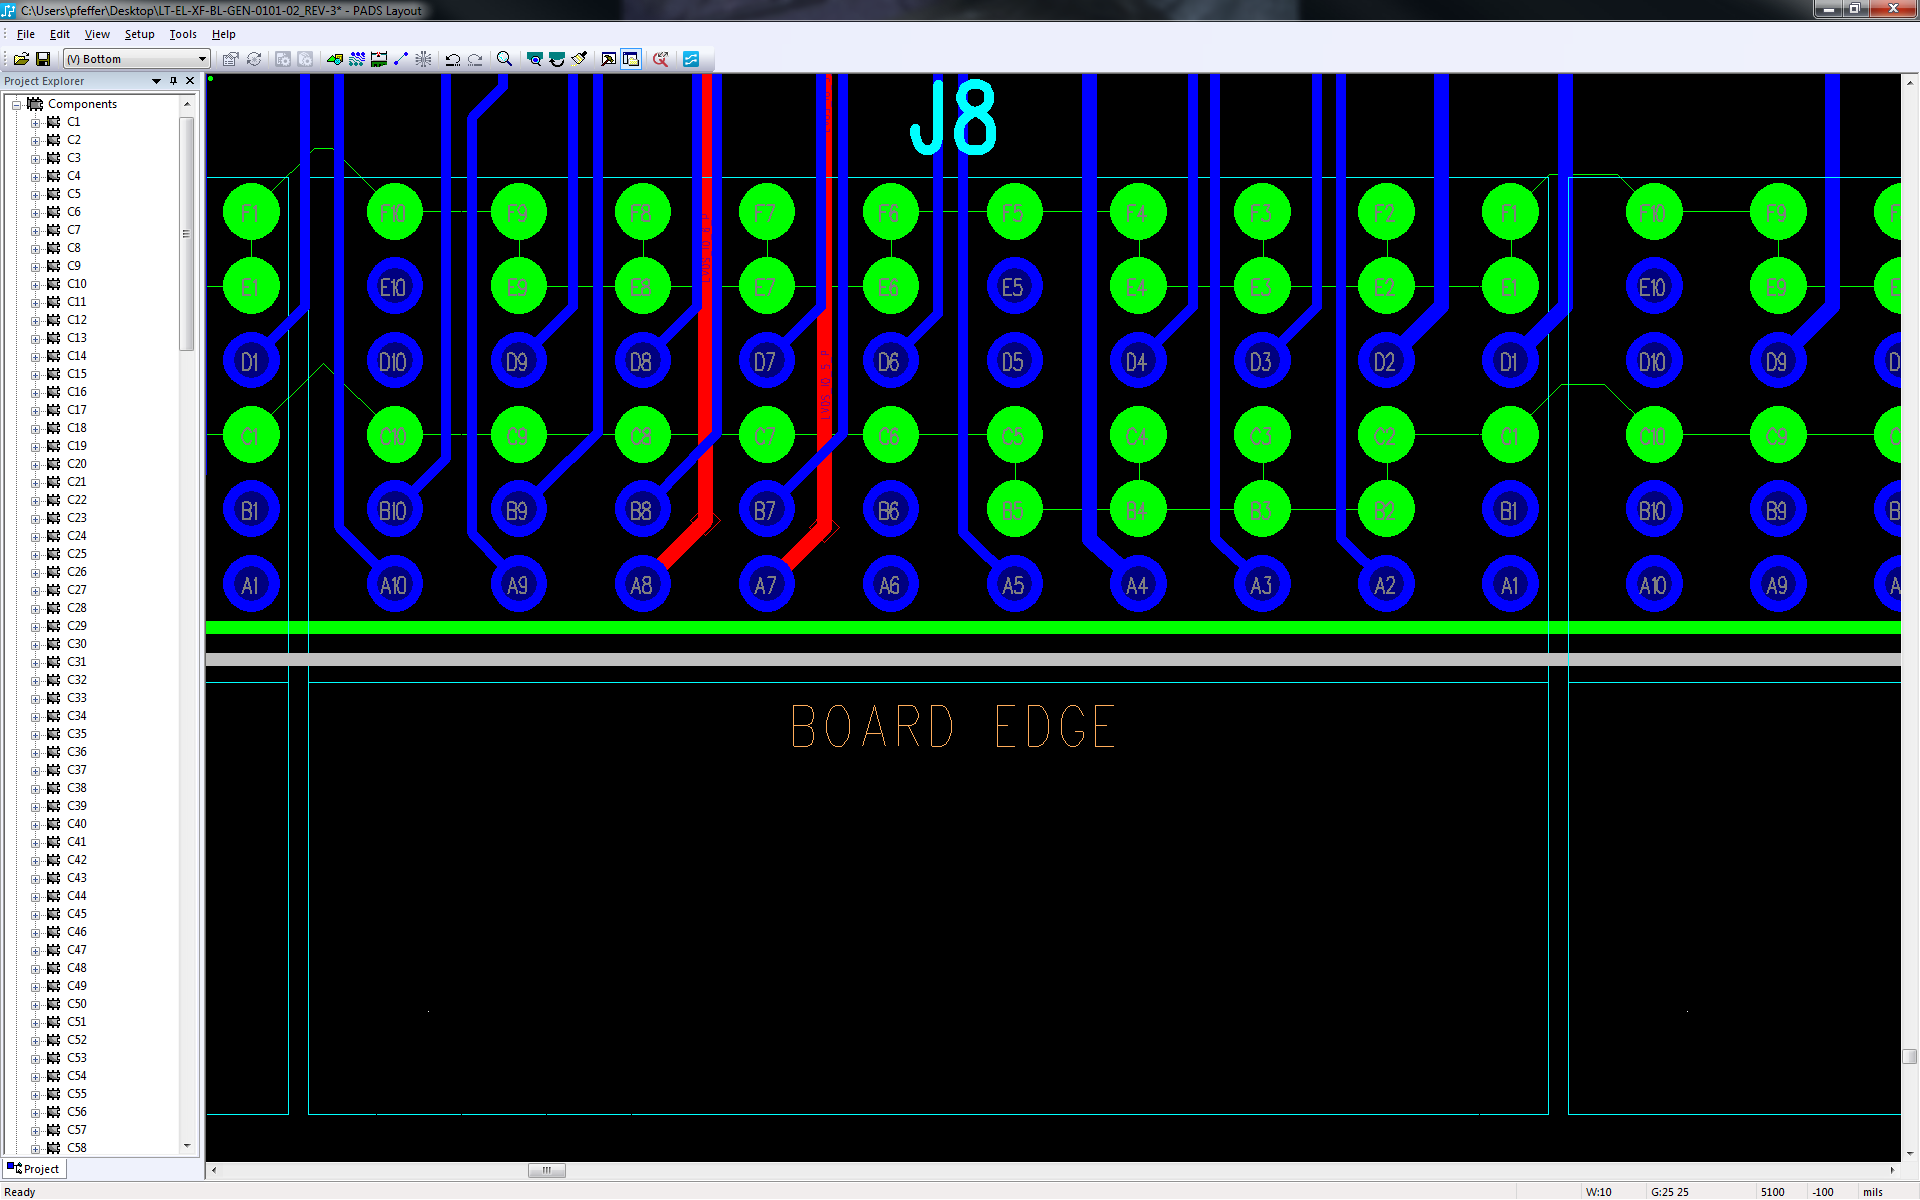 C:\Users\pfeffer\Desktop\LT-EL-XF-BL-GEN-0101-02_REV-3* - PADS Layout
File Edit View Setup Tools Help
(V) Bottom
Project Explorer
Components
C1
C2
C3
C4
C5
C6
C7
C8
C9
C10
C11
C12
C13
C14
C15
C16
C17
C18
C19
C20
C21
C22
C23
C24
C25
C26
C27
C28
C29
C30
C31
C32
C33
C34
C35
C36
C37
C38
C39
C40
C41
C42
C43
C44
C45
C46
C47
C48
C49
C50
C51
C52
C53
C54
C55
C56
C57
C58
Project
J8
F1 F10 F9 F8 F7 F6 F5 F4 F3 F2 F1 F10 F9
E1 E10 E9 E8 E7 E6 E5 E4 E3 E2 E1 E10 E9
D1 D10 D9 D8 D7 D6 D5 D4 D3 D2 D1 D10 D9
C1 C10 C9 C8 C7 C6 C5 C4 C3 C2 C1 C10 C9
B1 B10 B9 B8 B7 B6 B5 B4 B3 B2 B1 B10 B9
A1 A10 A9 A8 A7 A6 A5 A4 A3 A2 A1 A10 A9
BOARD EDGE
Ready W:10 G:25 25 5100 -100 mils